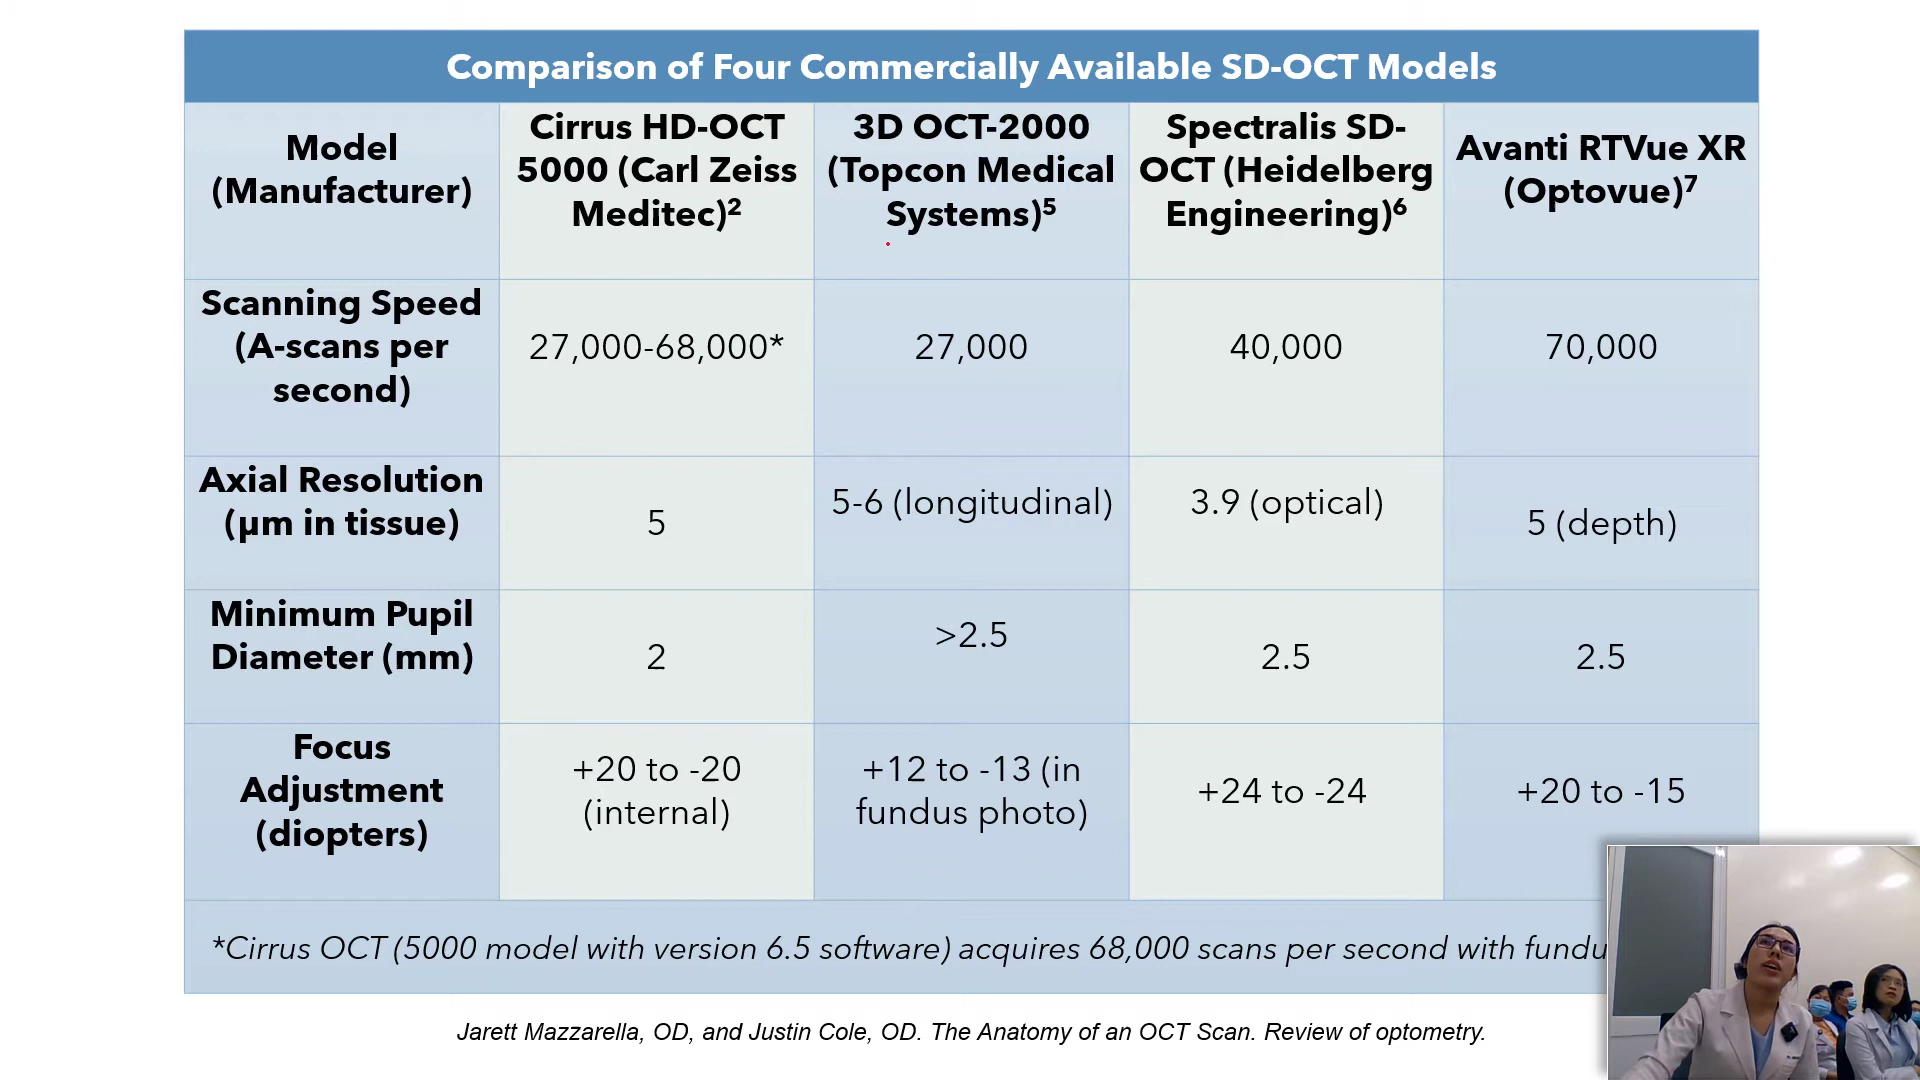 Comparison of Four Commercially Available SD-OCT Models
Model
(Manufacturer)
Cirrus HD-OCT
5000 (Carl Zeiss
Meditec)²
3D OCT-2000
(Topcon Medical
Systems)⁵
Spectralis SD-
OCT (Heidelberg
Engineering)⁶
Avanti RTVue XR
(Optovue)⁷
Scanning Speed
(A-scans per
second)
27,000-68,000*
27,000
40,000
70,000
Axial Resolution
(µm in tissue)
5
5-6 (longitudinal)
3.9 (optical)
5 (depth)
Minimum Pupil
Diameter (mm)
2
>2.5
2.5
2.5
Focus
Adjustment
(diopters)
+20 to -20
(internal)
+12 to -13 (in
fundus photo)
+24 to -24
+20 to -15
*Cirrus OCT (5000 model with version 6.5 software) acquires 68,000 scans per second with
Jarett Mazzarella, OD, and Justin Cole, OD. The Anatomy of an OCT Scan. Review of optometry.